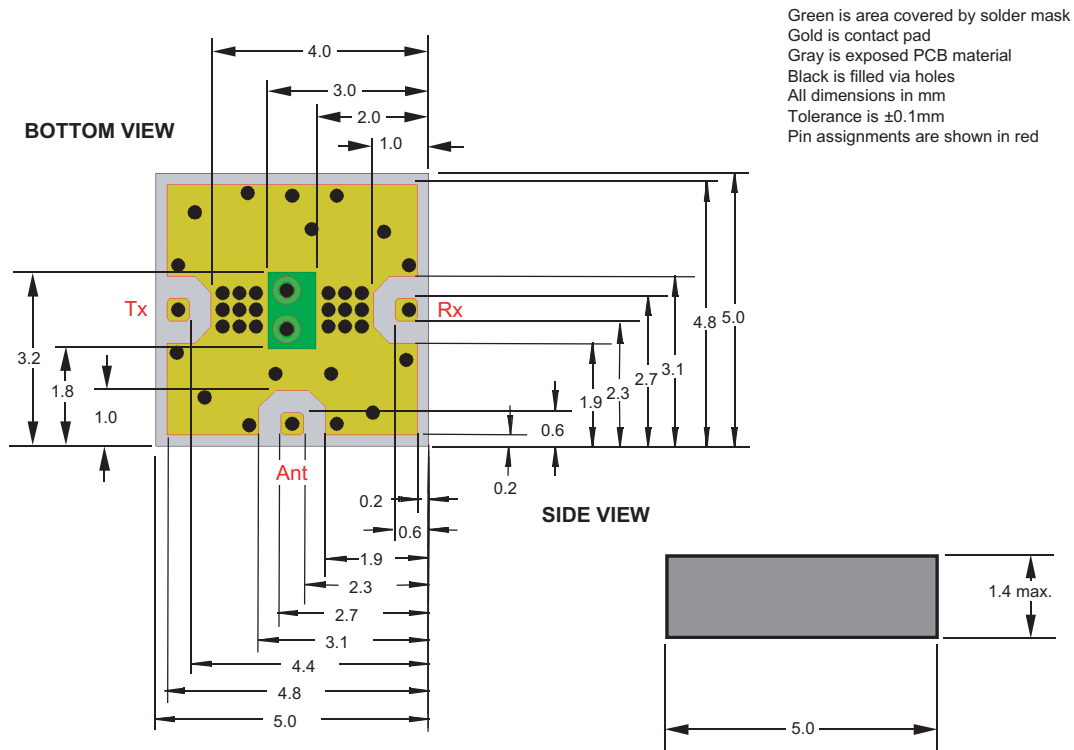 Green is area covered by solder mask
Gold is contact pad
Gray is exposed PCB material
Black is filled via holes
All dimensions in mm
Tolerance is ±0.1mm
Pin assignments are shown in red
4.0
3.0
2.0
1.0
BOTTOM VIEW
Tx
Rx
Ant
3.2
1.8
1.0
5.0
4.8
3.1
2.7
2.3
1.9
0.6
0.2
0.2
0.6
1.9
2.3
2.7
3.1
4.4
4.8
5.0
SIDE VIEW
1.4 max.
5.0